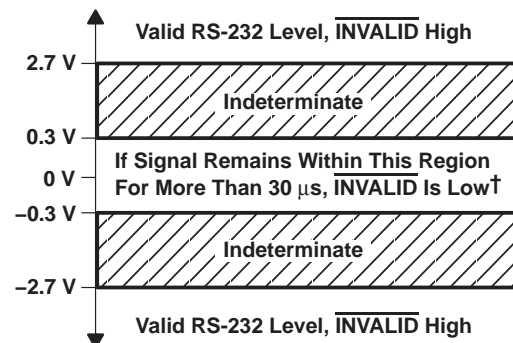 Valid RS-232 Level, INVALID High
2.7 V
Indeterminate
0.3 V
If Signal Remains Within This Region
0 V
For More Than 30 µs, INVALID Is Low†
–0.3 V
Indeterminate
–2.7 V
Valid RS-232 Level, INVALID High